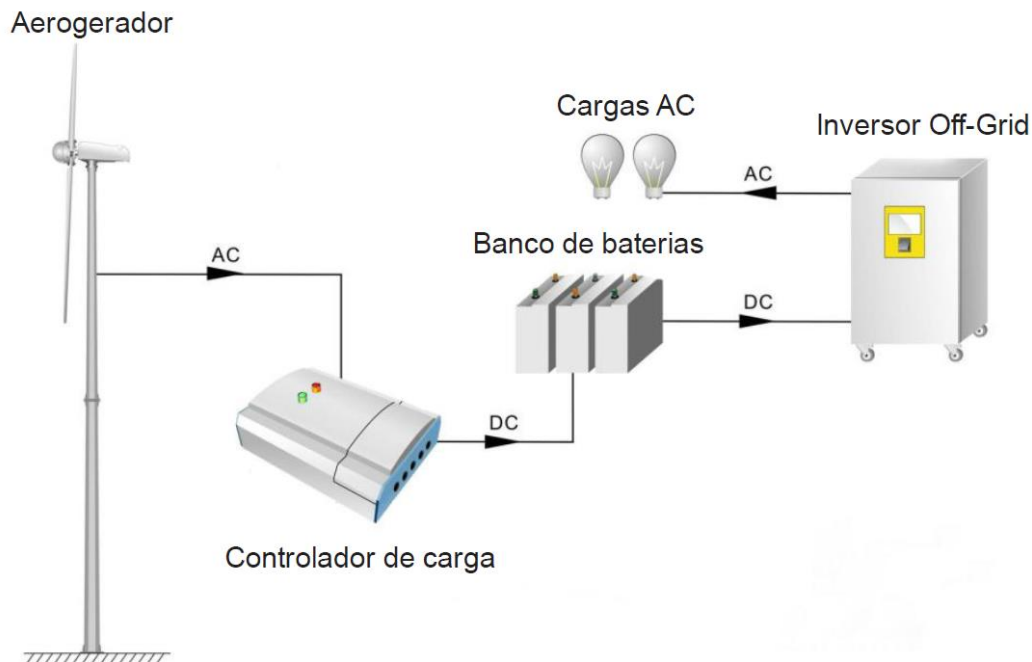 Aerogerador
Cargas AC
Inversor Off-Grid
AC
Banco de baterias
AC
DC
DC
Controlador de carga